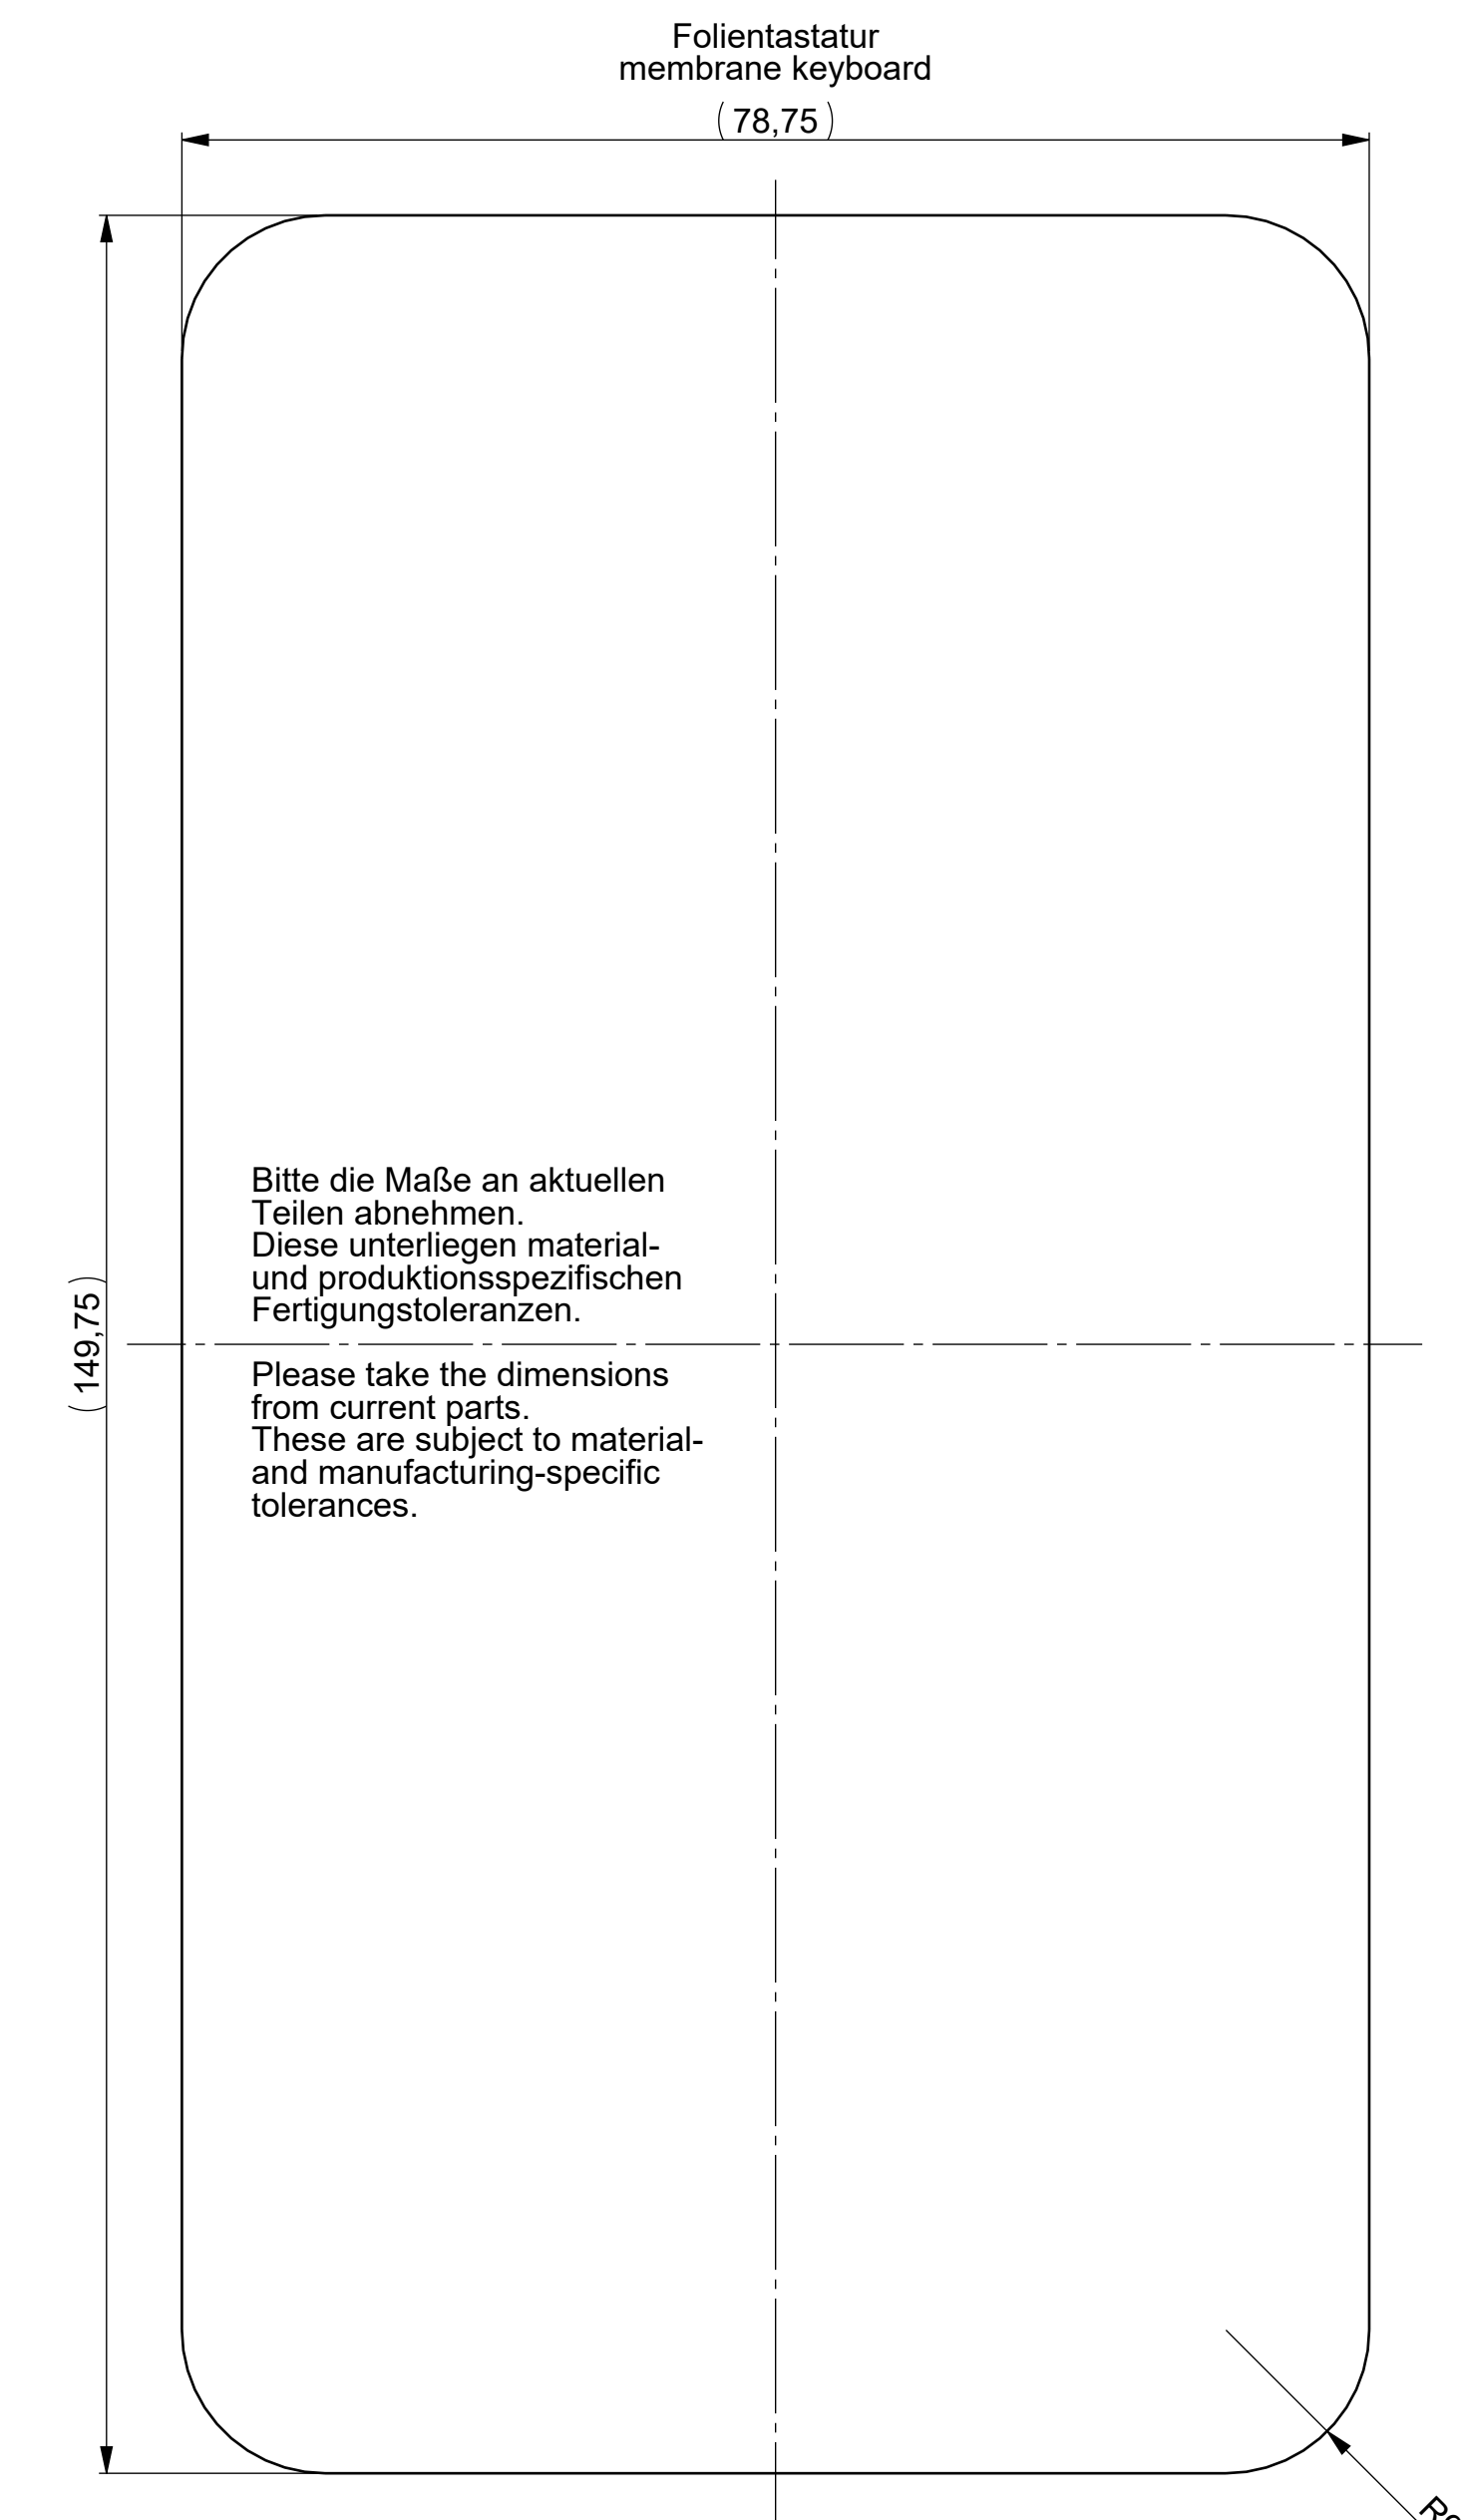 Folientastatur
membrane keyboard
(78,75)
Bitte die Maße an aktuellen
Teilen abnehmen.
Diese unterliegen material-
und produktionsspezifischen
Fertigungstoleranzen.
(149,75)
Please take the dimensions
from current parts.
These are subject to material-
and manufacturing-specific
tolerances.